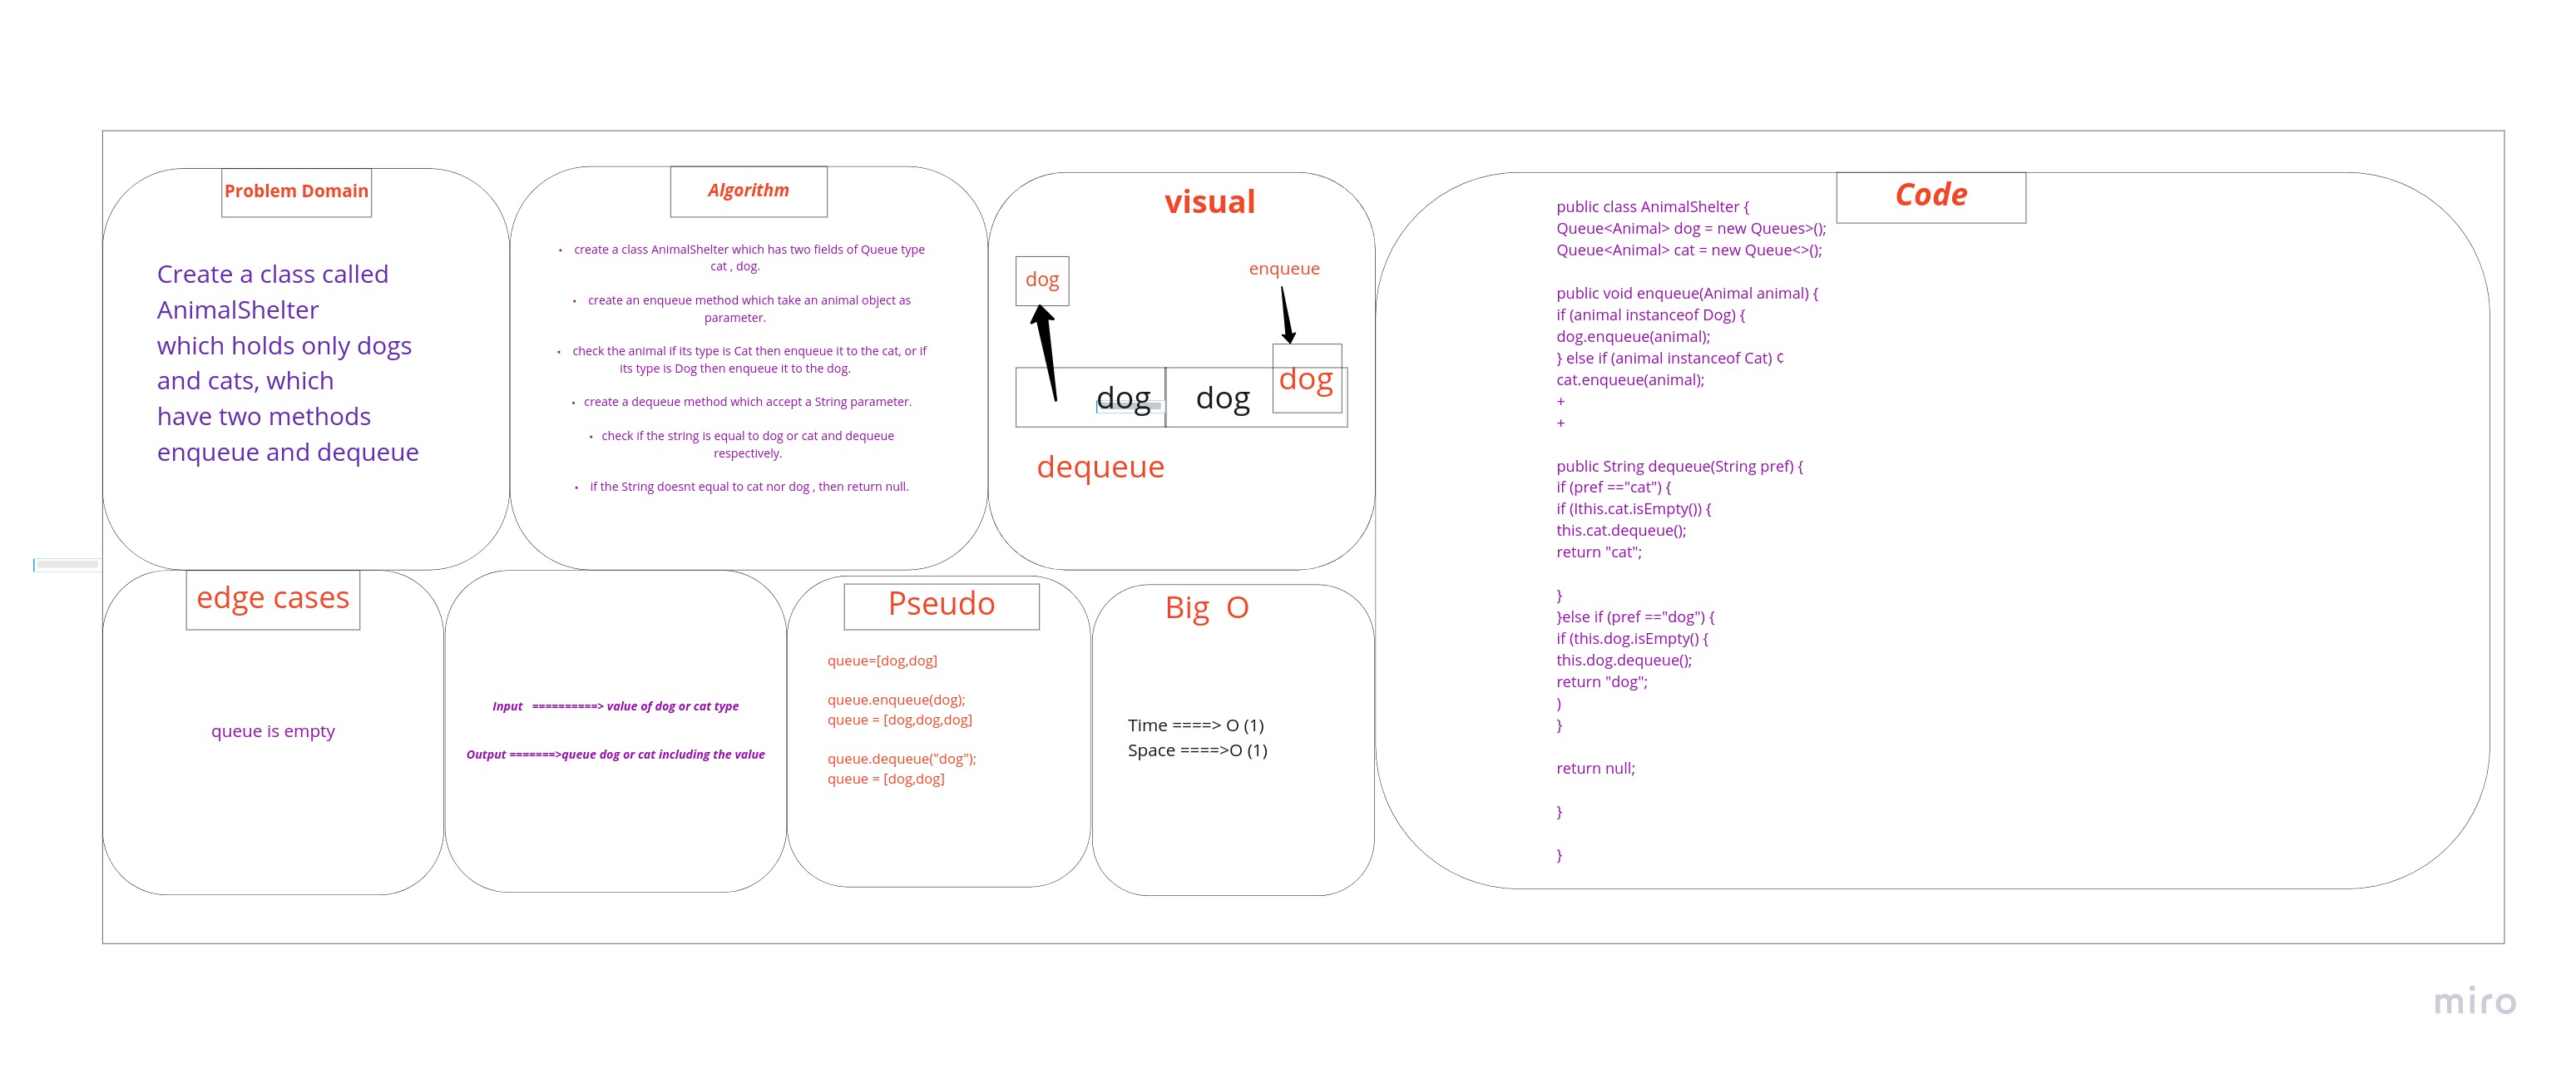 Problem Domain
Create a class called
AnimalShelter
which holds only dogs
and cats, which
have two methods
enqueue and dequeue
Algorithm
• create a class AnimalShelter which has two fields of Queue type
cat , dog.
• create an enqueue method which take an animal object as
parameter.
• check the animal if its type is Cat then enqueue it to the cat, or if
its type is Dog then enqueue it to the dog.
• create a dequeue method which accept a String parameter.
• check if the string is equal to dog or cat and dequeue
respectively.
• if the String doesnt equal to cat nor dog , then return null.
visual
dog
enqueue
dog
dog
dog
dequeue
Code
public class AnimalShelter {
Queue<Animal> dog = new Queues>();
Queue<Animal> cat = new Queue<>();
public void enqueue(Animal animal) {
if (animal instanceof Dog) {
dog.enqueue(animal);
} else if (animal instanceof Cat) ¢
cat.enqueue(animal);
+
+
public String dequeue(String pref) {
if (pref =="cat") {
if (Ithis.cat.isEmpty()) {
this.cat.dequeue();
return "cat";
}
}else if (pref =="dog") {
if (this.dog.isEmpty() {
this.dog.dequeue();
return "dog";
)
}
return null;
}
}
edge cases
queue is empty
Input ==========> value of dog or cat type
Output =======>queue dog or cat including the value
Pseudo
queue=[dog,dog]
queue.enqueue(dog);
queue = [dog,dog,dog]
queue.dequeue("dog");
queue = [dog,dog]
Big O
Time ====> O (1)
Space ====>O (1)
miro